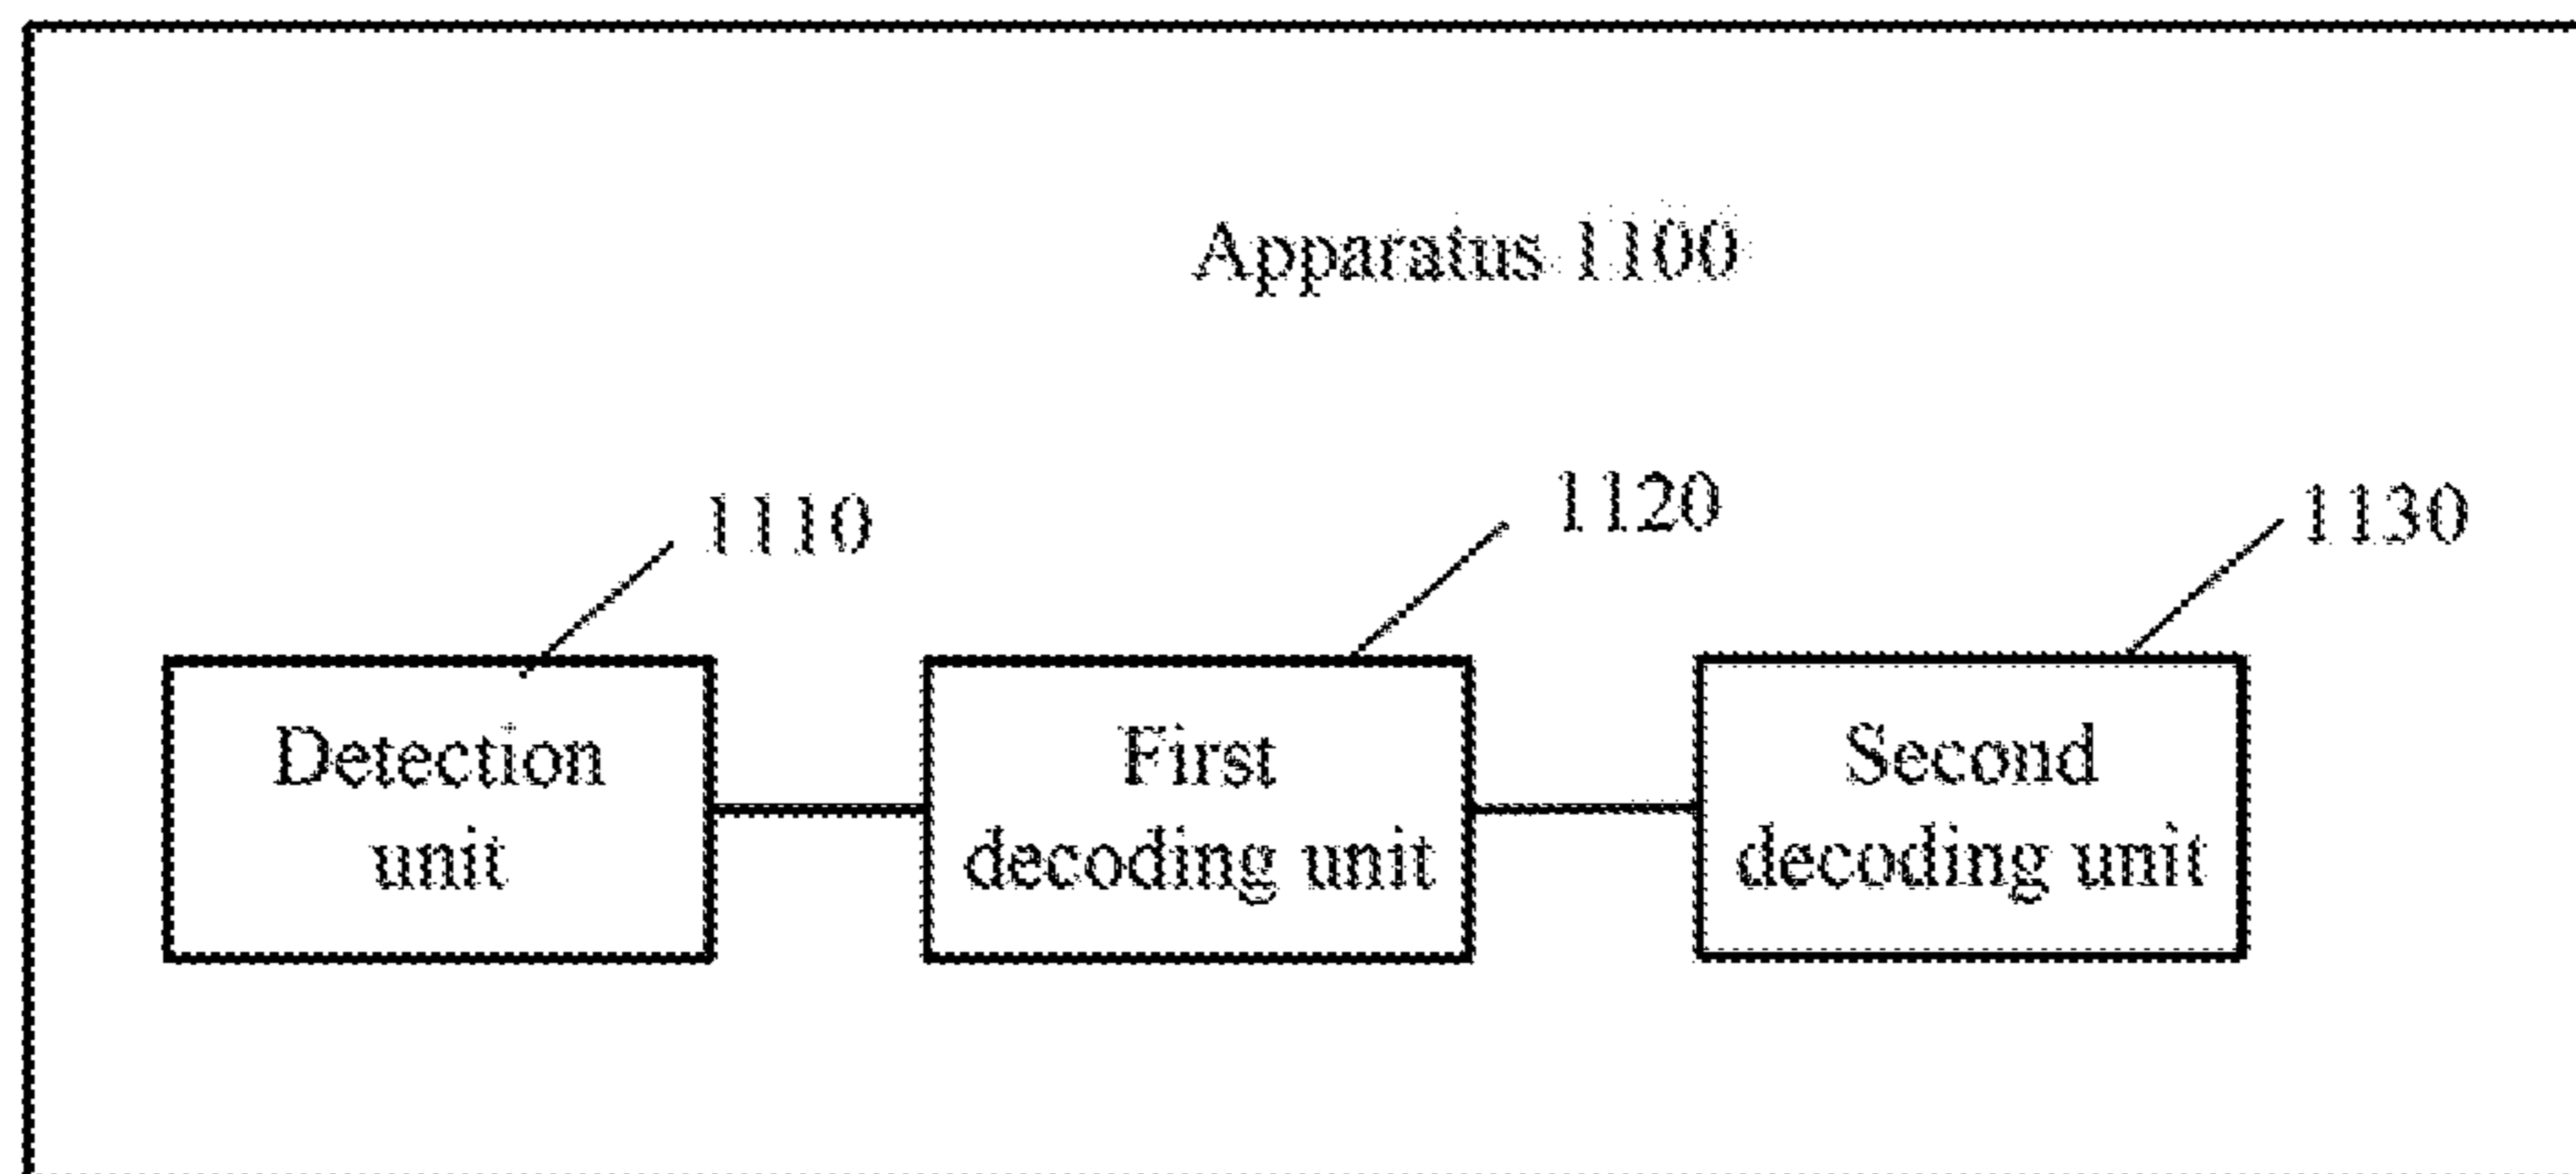 Apparatus 1100
1110
1120
1130
Detection
unit
First
decoding unit
Second
decoding unit